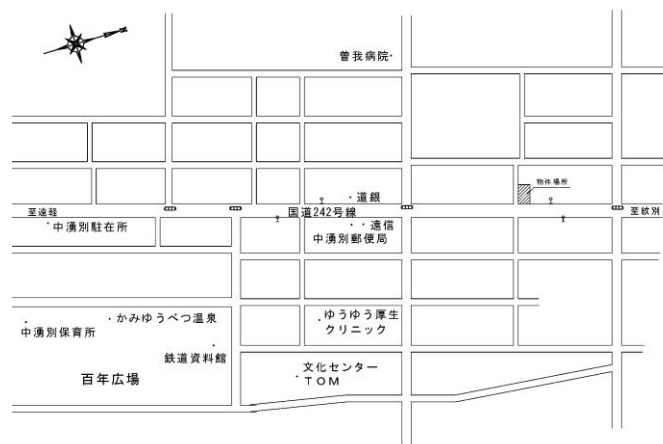 曽我病院
物件場所
・道銀
至遠軽
国道242号線
至紋別
中湧別駐在所
・・遠信
中湧別郵便局
・かみゆうべつ温泉
中湧別保育所
ゆうゆう厚生
クリニック
鉄道資料館
百年広場
文化センター
TOM